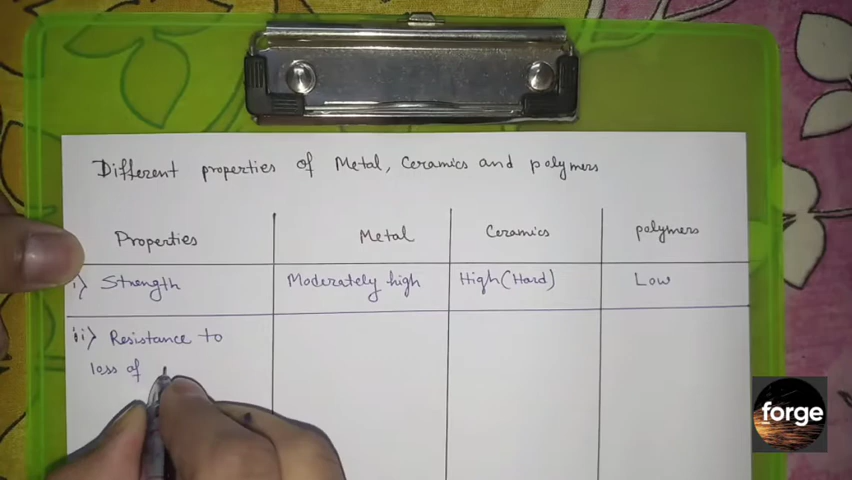 Different properties of Metal, Ceramics and polymers
Properties Metal Ceramics polymers
i) Strength Moderately high High (Hard) Low
ii) Resistance to
loss of
forge